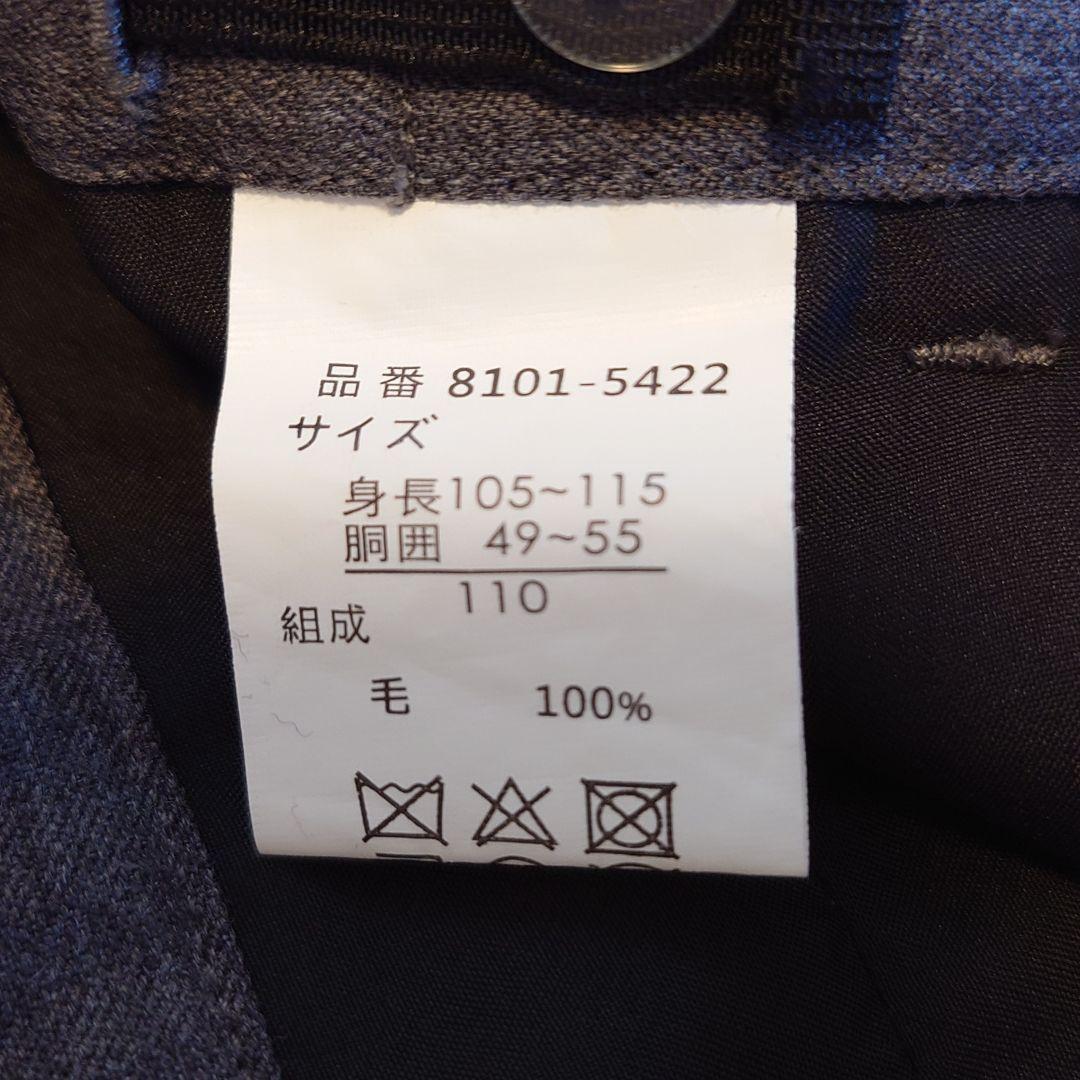 品番 8101-5422
サイズ
身長105~115
胴囲 49~55
110
組成
毛 100%